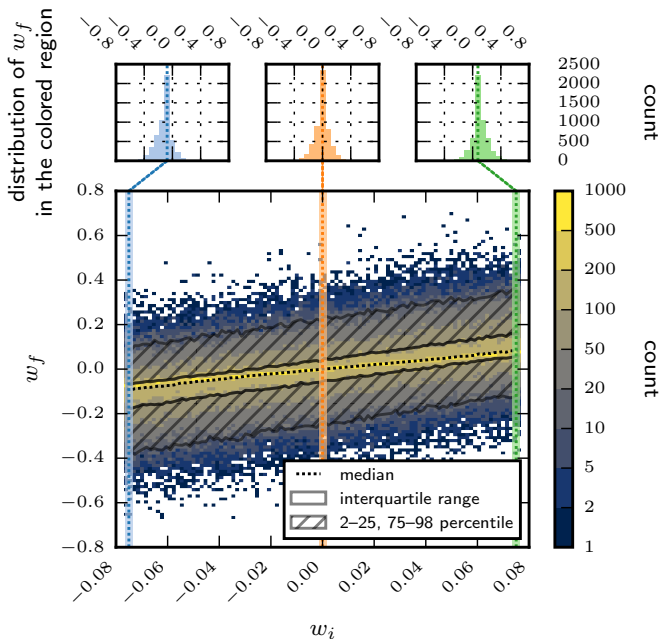 distribution of w_f
in the colored region
−0.8 −0.4 0.0 0.4 0.8
−0.8 −0.4 0.0 0.4 0.8
−0.8 −0.4 0.0 0.4 0.8
2500
2000
1500
1000
500
0
count
0.8
0.6
0.4
0.2
0.0
−0.2
−0.4
−0.6
−0.8
w_f
median
interquartile range
2–25, 75–98 percentile
−0.08 −0.06 −0.04 −0.02 0.00 0.02 0.04 0.06 0.08
w_i
1000
500
200
100
50
20
10
5
2
1
count